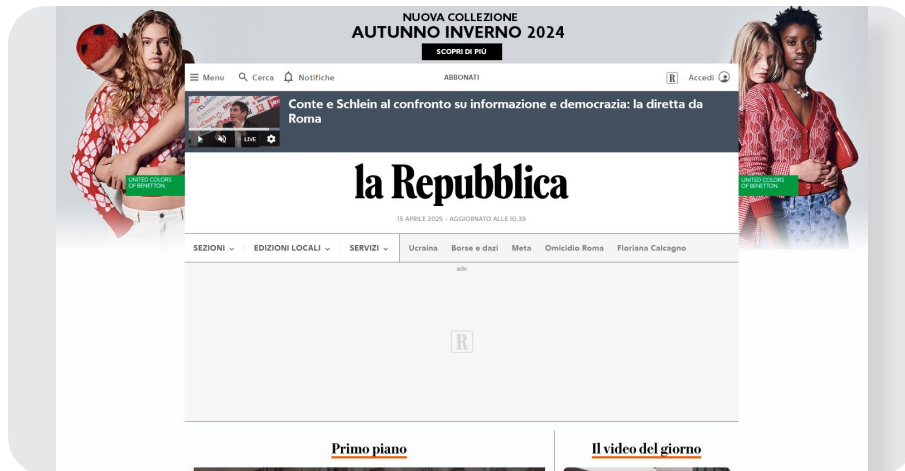 NUOVA COLLEZIONE
AUTUNNO INVERNO 2024
SCOPRI DI PIÙ
Menu Cerca Notifiche ABBONATI R Accedi
Conte e Schlein al confronto su informazione e democrazia: la diretta da
Roma
LIVE
UNITED COLORS
OF BENETTON.
UNITED COLORS
OF BENETTON.
la Repubblica
15 APRILE 2025 - AGGIORNATO ALLE 10:39
SEZIONI EDIZIONI LOCALI SERVIZI Ucraina Borse e dazi Meta Omicidio Roma Floriana Calcagno
adv
R
Primo piano Il video del giorno